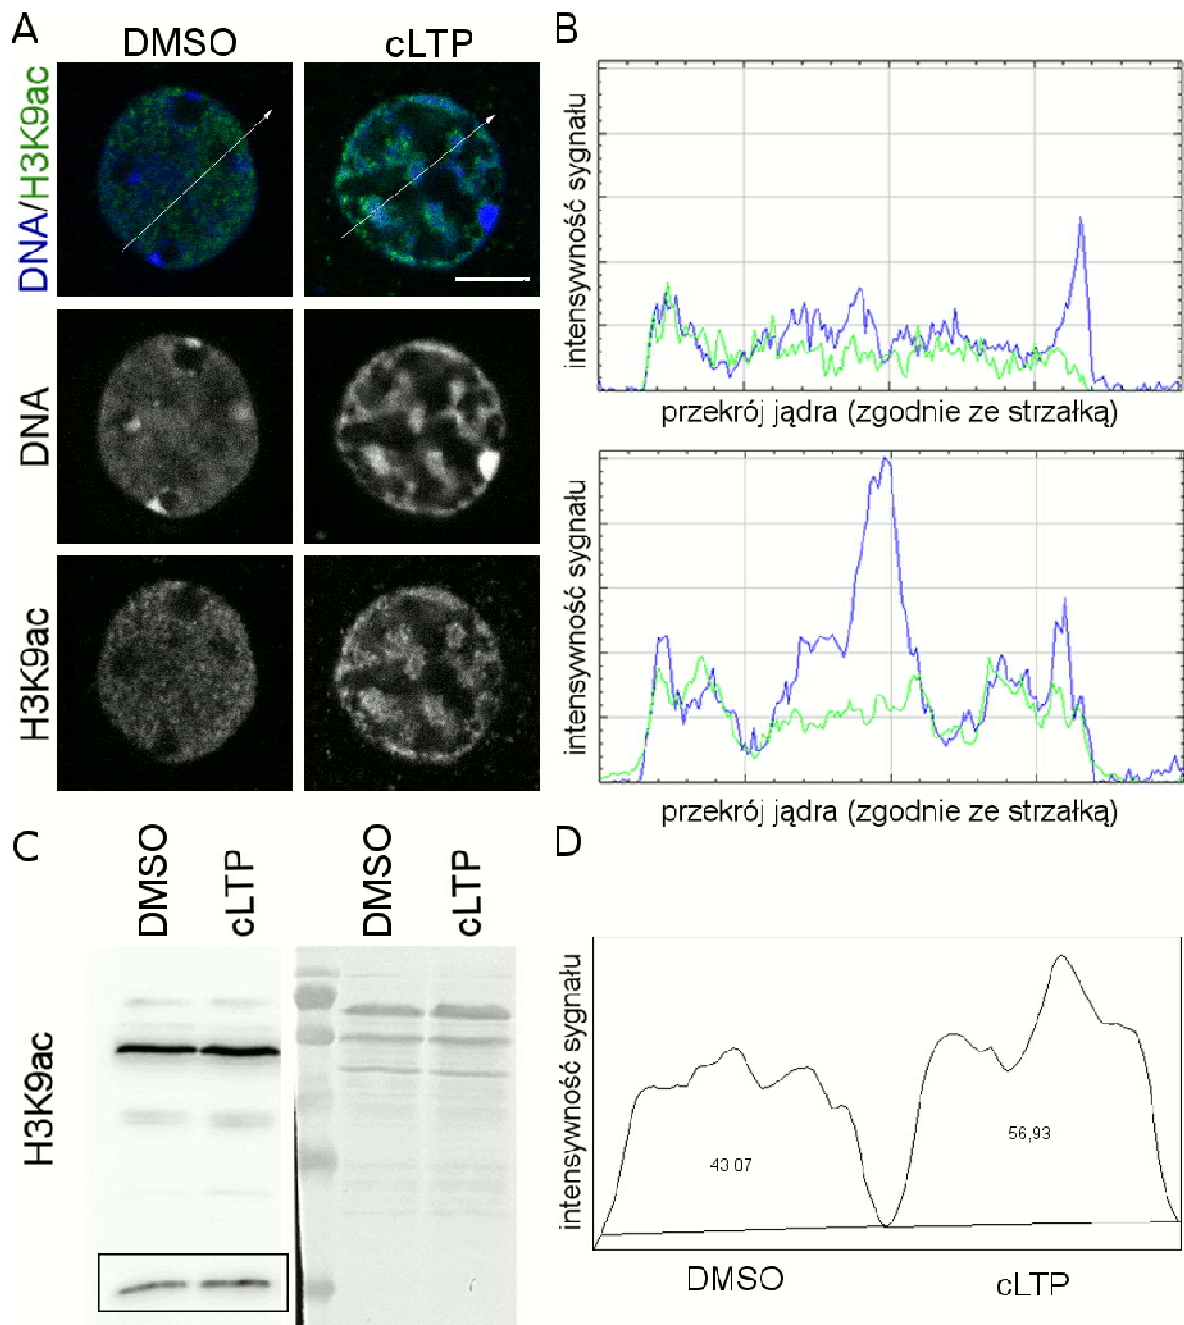 A
DMSO
cLTP
DNA/H3K9ac
DNA
H3K9ac
B
intensywność sygnału
przekrój jądra (zgodnie ze strzałką)
intensywność sygnału
przekrój jądra (zgodnie ze strzałką)
C
DMSO
cLTP
DMSO
cLTP
H3K9ac
D
intensywność sygnału
43 07
56,93
DMSO
cLTP